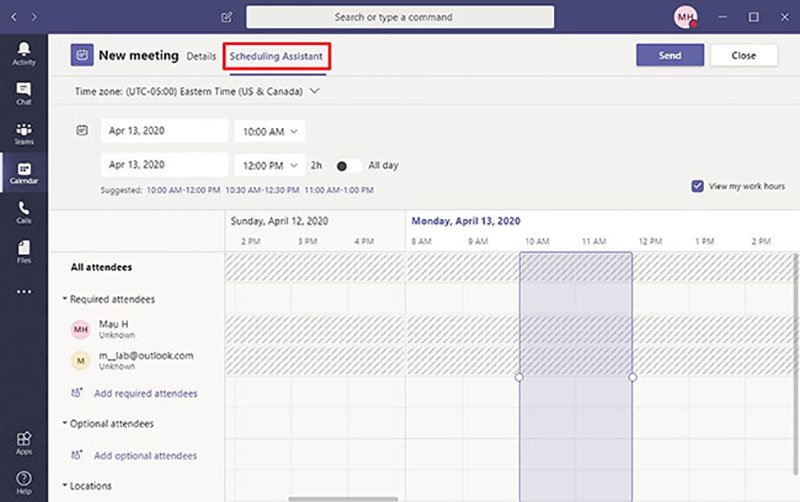 Search or type a command
MH
Activity
Chat
Teams
Calendar
Calls
Files
Apps
Help
New meeting Details Scheduling Assistant Send Close
Time zone: (UTC-05:00) Eastern Time (US & Canada)
Apr 13, 2020 10:00 AM
Apr 13, 2020 12:00 PM 2h All day
Suggested: 10:00 AM-12:00 PM 10:30 AM-12:30 PM 11:00 AM-1:00 PM
View my work hours
Sunday, April 12, 2020 Monday, April 13, 2020
2 PM 3 PM 4 PM 8 AM 9 AM 10 AM 11 AM 12 PM 1 PM 2 PM
All attendees
Required attendees
MH Mau H
Unknown
M m__lab@outlook.com
Unknown
Add required attendees
Optional attendees
Add optional attendees
Locations